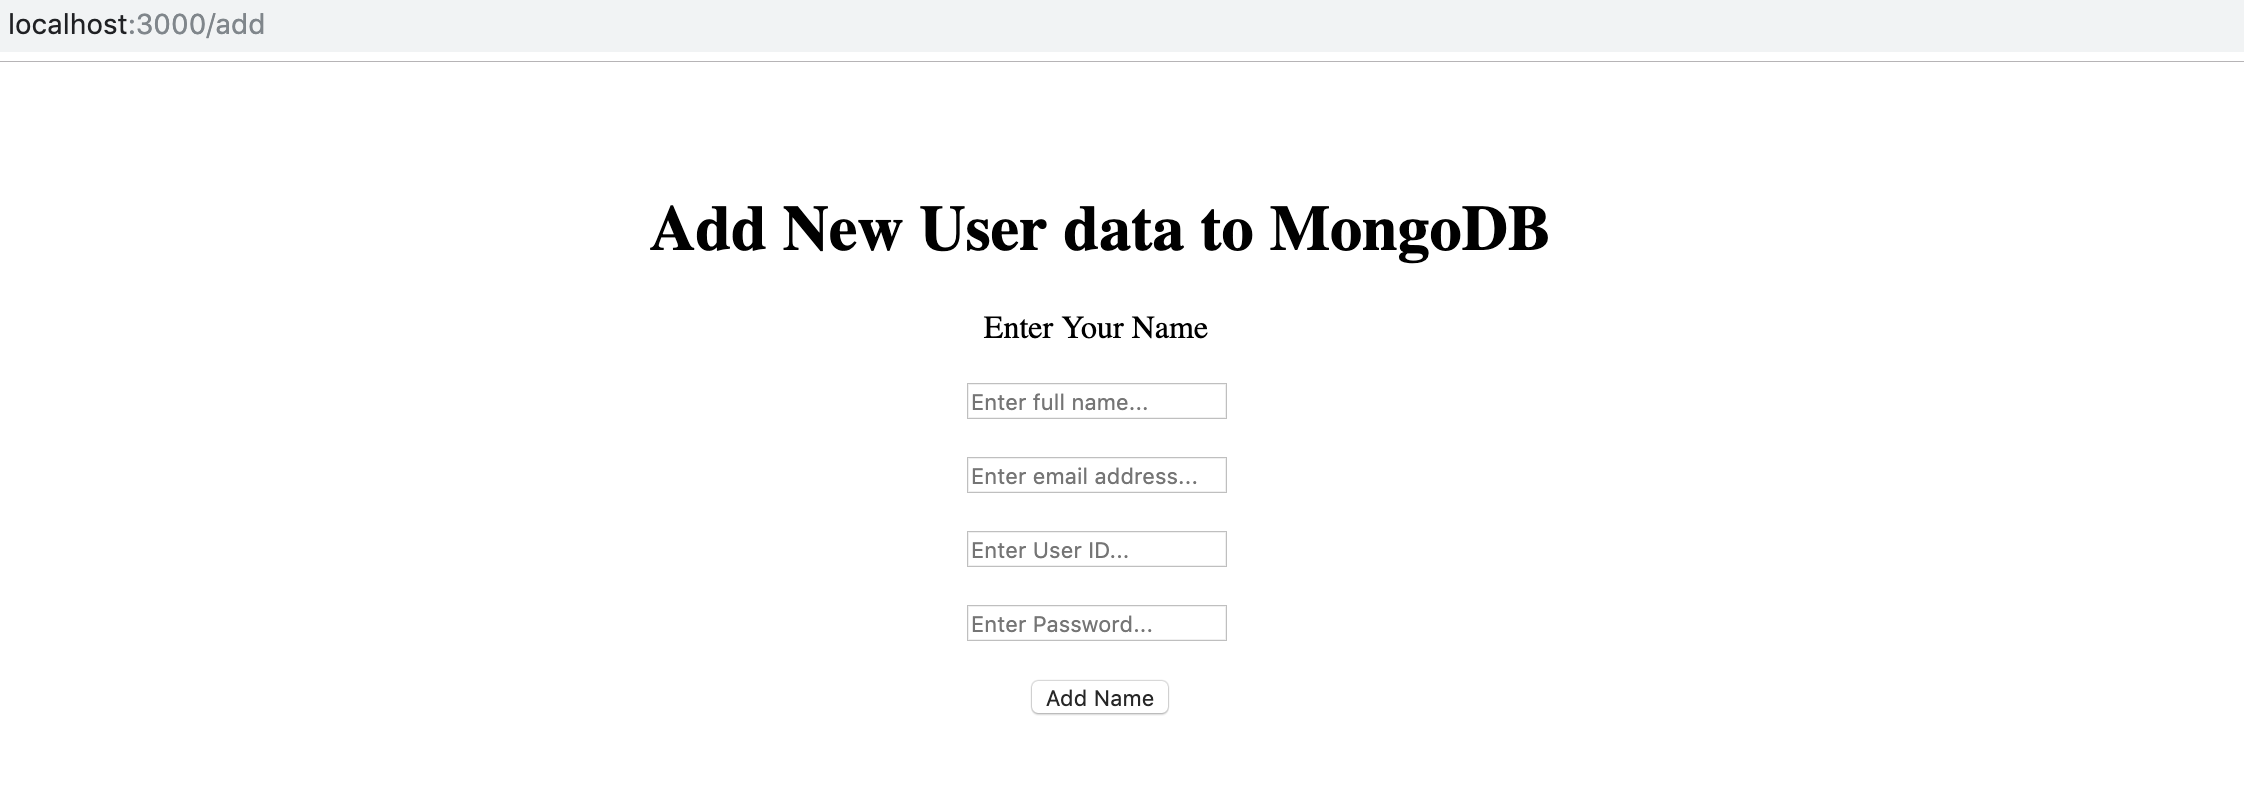 localhost:3000/add
Add New User data to MongoDB
Enter Your Name
Enter full name...
Enter email address...
Enter User ID...
Enter Password...
Add Name